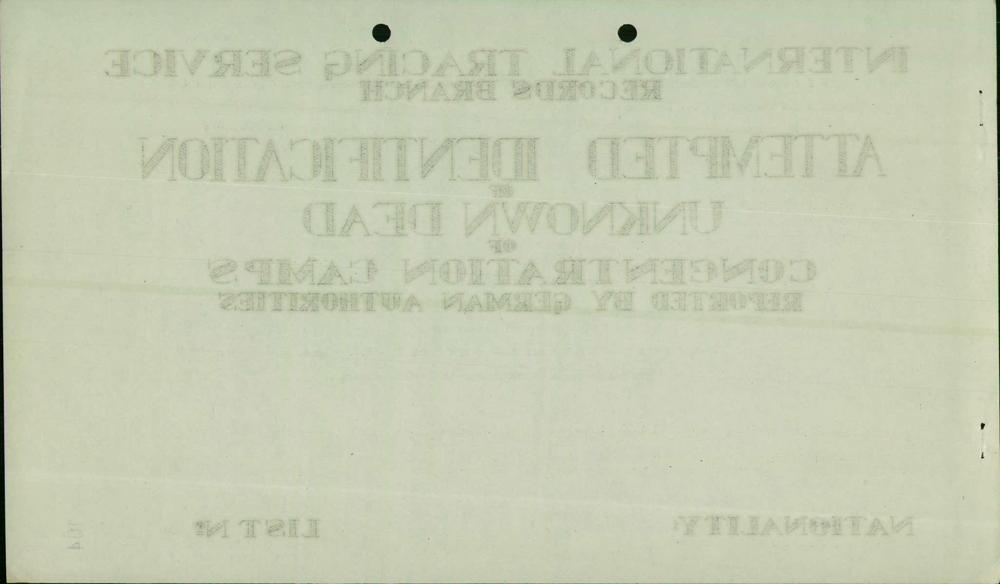 INTERNATIONAL TRACING SERVICE
RECORDS BRANCH
ATTEMPTED IDENTIFICATION
OF
UNKNOWN DEAD
OF
CONCENTRATION CAMPS
REPORTED BY GERMAN AUTHORITIES
NATIONALITY:
LIST Nº